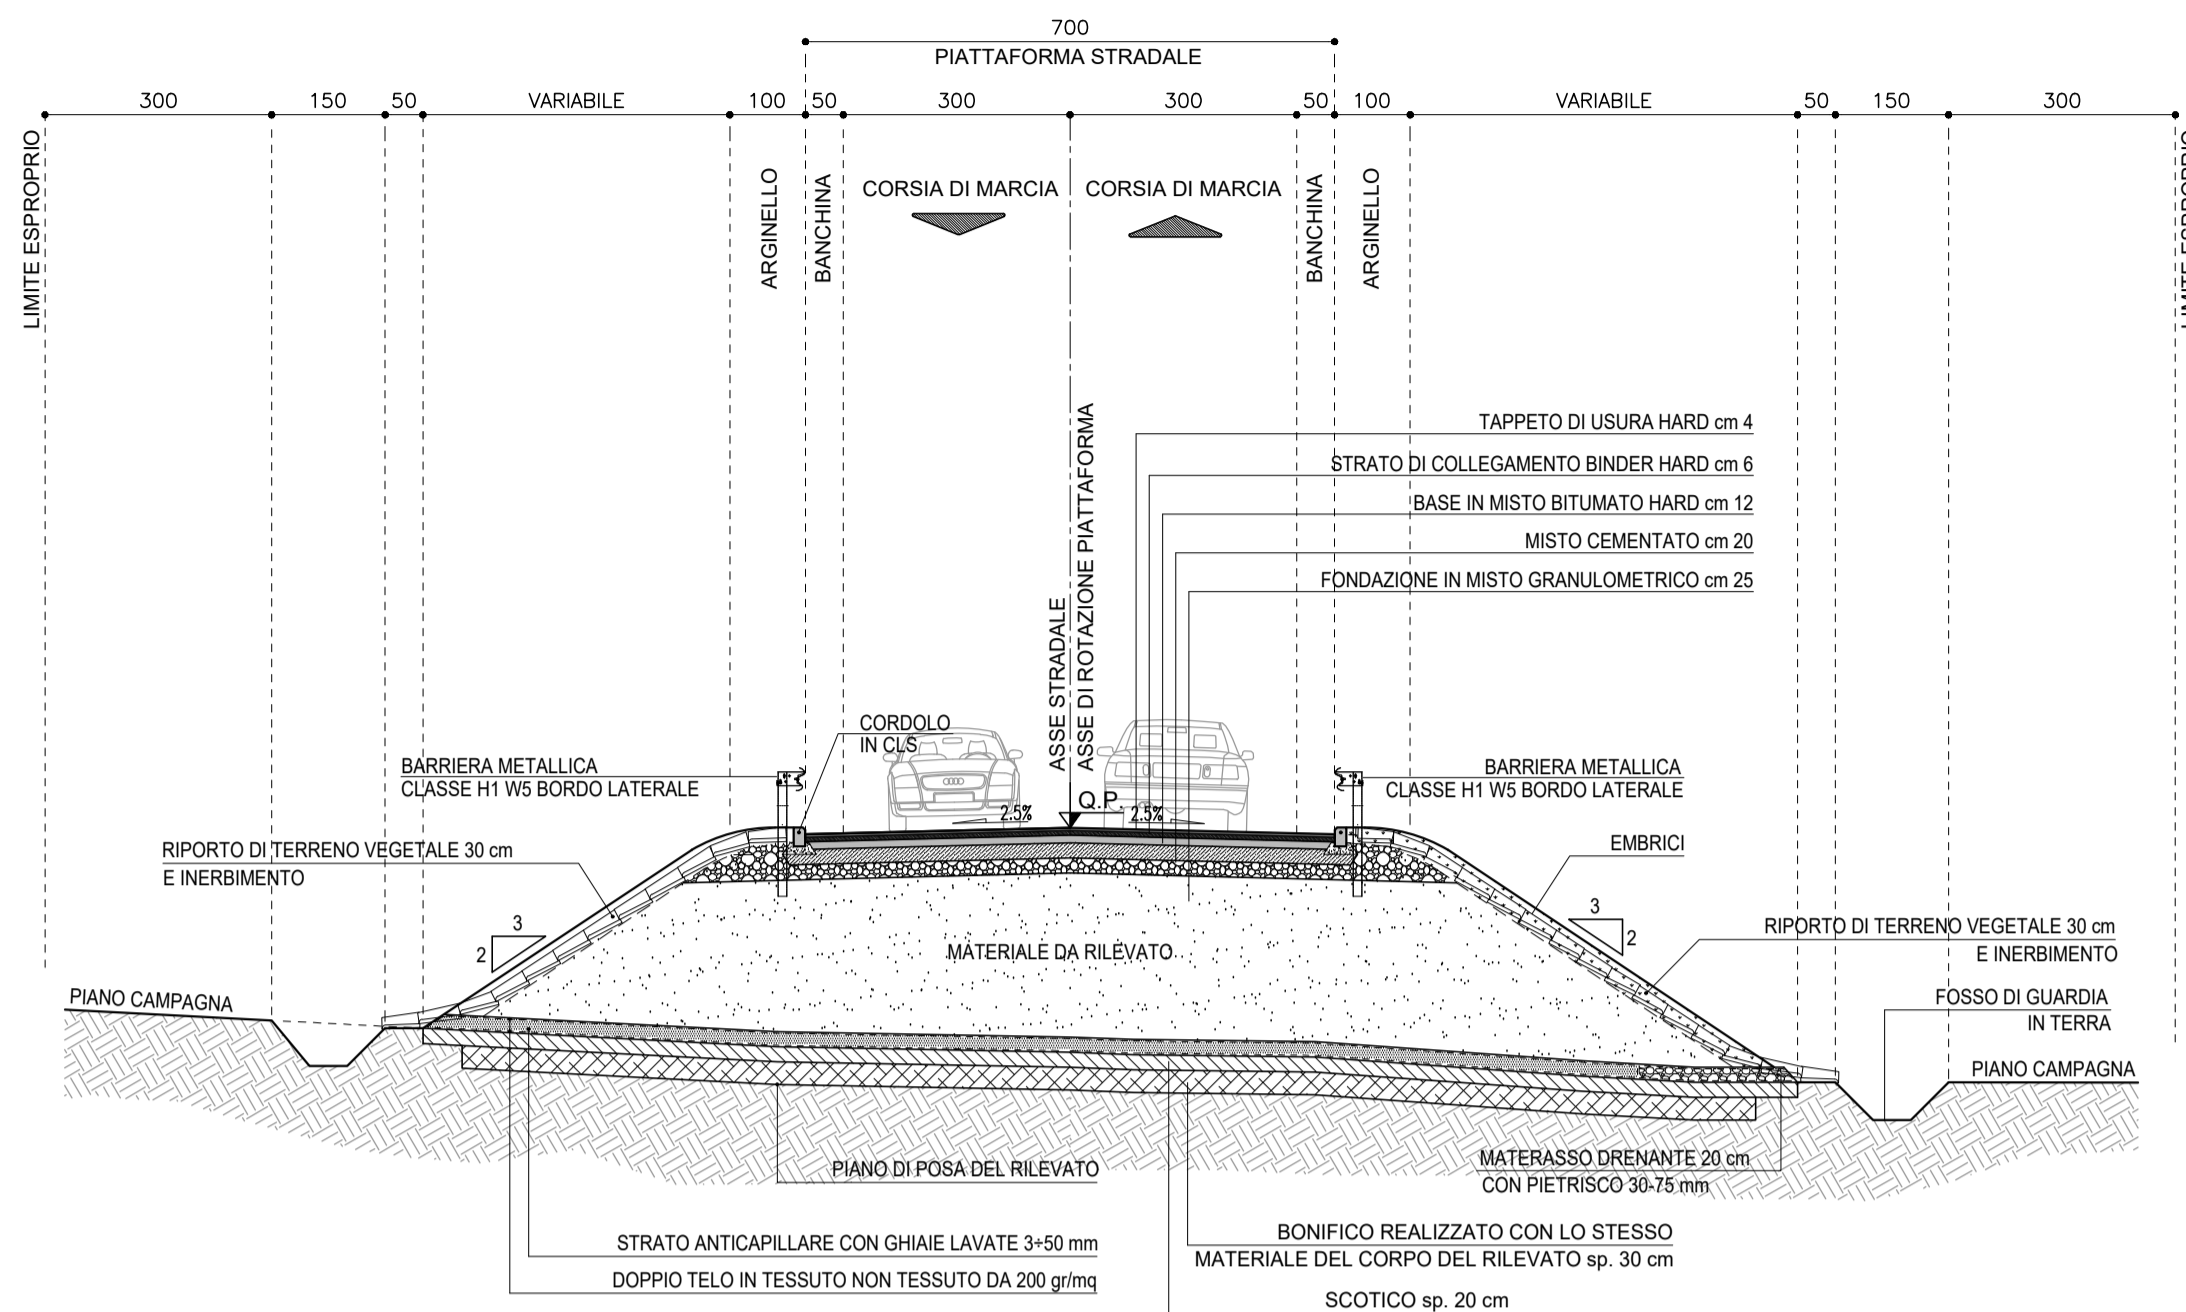 700
PIATTAFORMA STRADALE
300 150 50 VARIABILE 100 50 300 300 50 100 VARIABILE 50 150 300
LIMITE ESPROPRIO
ARGINELLO
BANCHINA
CORSIA DI MARCIA
CORSIA DI MARCIA
BANCHINA
ARGINELLO
LIMITE ESPROPRIO
TAPPETO DI USURA HARD cm 4
STRATO DI COLLEGAMENTO BINDER HARD cm 6
BASE IN MISTO BITUMATO HARD cm 12
MISTO CEMENTATO cm 20
FONDAZIONE IN MISTO GRANULOMETRICO cm 25
ASSE STRADALE
ASSE DI ROTAZIONE PIATTAFORMA
CORDOLO
IN CLS
BARRIERA METALLICA
CLASSE H1 W5 BORDO LATERALE
BARRIERA METALLICA
CLASSE H1 W5 BORDO LATERALE
Q.P.
2.5%
2.5%
RIPORTO DI TERRENO VEGETALE 30 cm
E INERBIMENTO
EMBRICI
3
2
3
2
MATERIALE DA RILEVATO
RIPORTO DI TERRENO VEGETALE 30 cm
E INERBIMENTO
PIANO CAMPAGNA
FOSSO DI GUARDIA
IN TERRA
PIANO CAMPAGNA
PIANO DI POSA DEL RILEVATO
MATERASSO DRENANTE 20 cm
CON PIETRISCO 30-75 mm
STRATO ANTICAPILLARE CON GHIAIE LAVATE 3÷50 mm
DOPPIO TELO IN TESSUTO NON TESSUTO DA 200 gr/mq
BONIFICO REALIZZATO CON LO STESSO
MATERIALE DEL CORPO DEL RILEVATO sp. 30 cm
SCOTICO sp. 20 cm